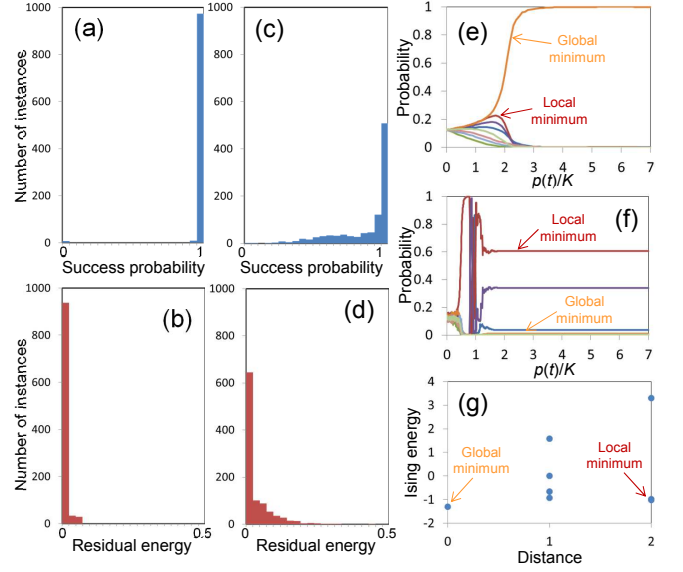 (a)
Number of instances
1000
800
600
400
200
0
0
1
Success probability
(c)
1000
800
600
400
200
0
0
1
Success probability
(b)
Number of instances
1000
800
600
400
200
0
0
0.5
Residual energy
(d)
1000
800
600
400
200
0
0
0.5
Residual energy
(e)
Probability
1
0.8
0.6
0.4
0.2
0
Global
minimum
Local
minimum
0 1 2 3 4 5 6 7
p(t)/K
(f)
Probability
1
0.8
0.6
0.4
0.2
0
Local
minimum
Global
minimum
0 1 2 3 4 5 6 7
p(t)/K
(g)
Ising energy
4
3
2
1
0
-1
-2
Global
minimum
Local
minimum
0 1 2
Distance